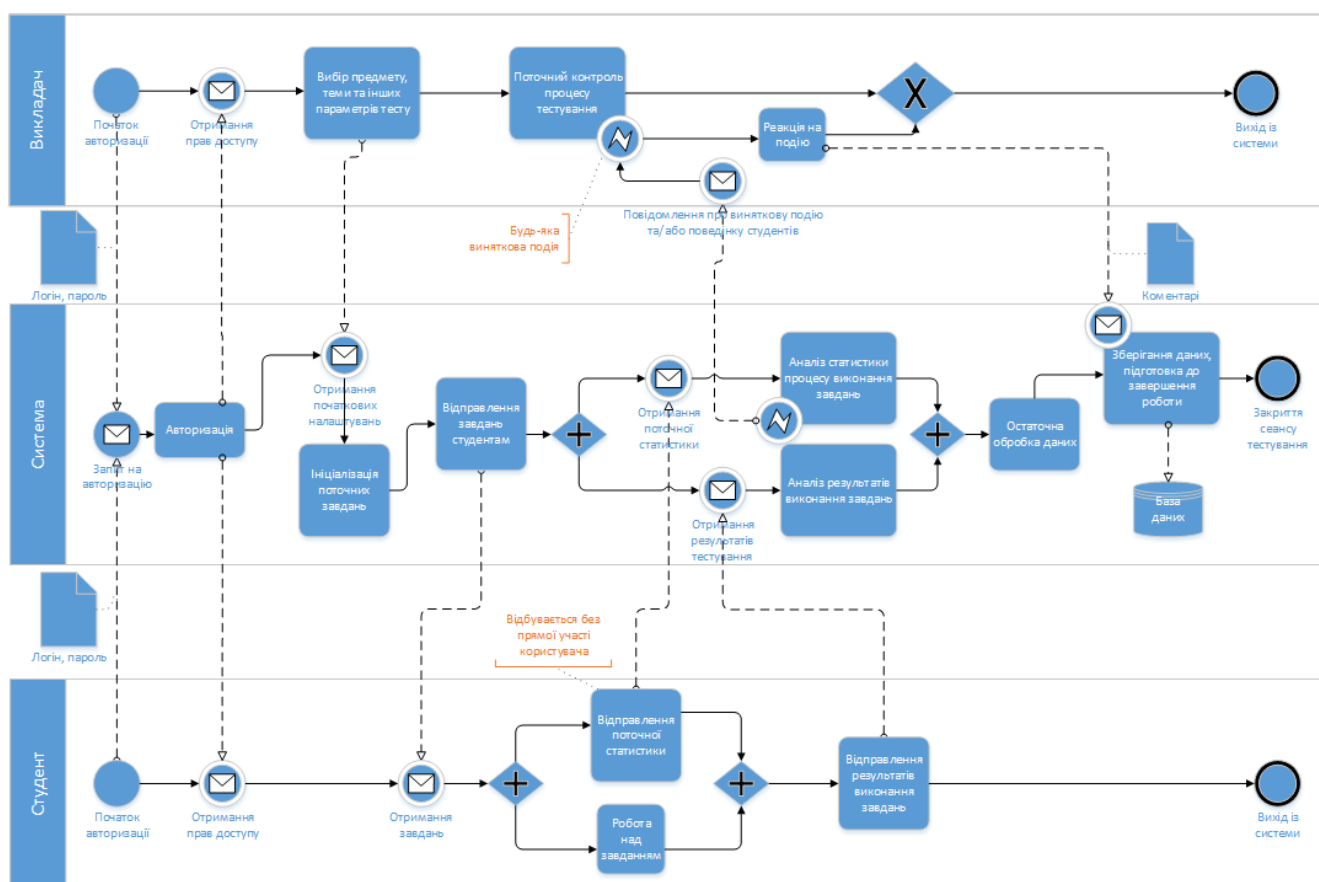 Викладач
Початок
авторизації
Отримання
прав доступу
Вибір предмету,
теми та інших
параметрів тесту
Поточний контроль
процесу
тестування
Реакція на
подію
X
Вихід із
системи
Повідомлення про виняткову подію
та/або поведінку студентів
Будь-яка
виняткова подія
Логін, пароль
Коментарі
Система
Запит на
авторизацію
Авторизація
Отримання
початкових
налаштувань
Ініціалізація
поточних
завдань
Відправлення
завдань
студентам
Отримання
поточної
статистики
Отримання
результатів
тестування
Аналіз статистики
процесу виконання
завдань
Аналіз результатів
виконання завдань
Остаточна
обробка даних
Зберігання даних,
підготовка до
завершення
роботи
База
даних
Закриття
сеансу
тестування
Логін, пароль
Відбувається без
прямої участі
користувача
Студент
Початок
авторизації
Отримання
прав доступу
Отримання
завдань
Відправлення
поточної
статистики
Робота
над
завданням
Відправлення
результатів
виконання
завдань
Вихід із
системи